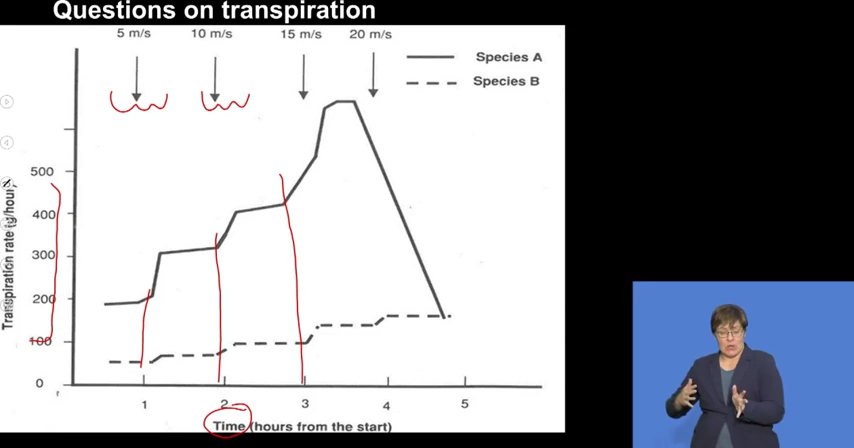 Questions on transpiration
5 m/s 10 m/s 15 m/s 20 m/s
Species A
Species B
Transpiration rate (g/hour)
500
400
300
200
100
0
1 2 3 4 5
Time (hours from the start)